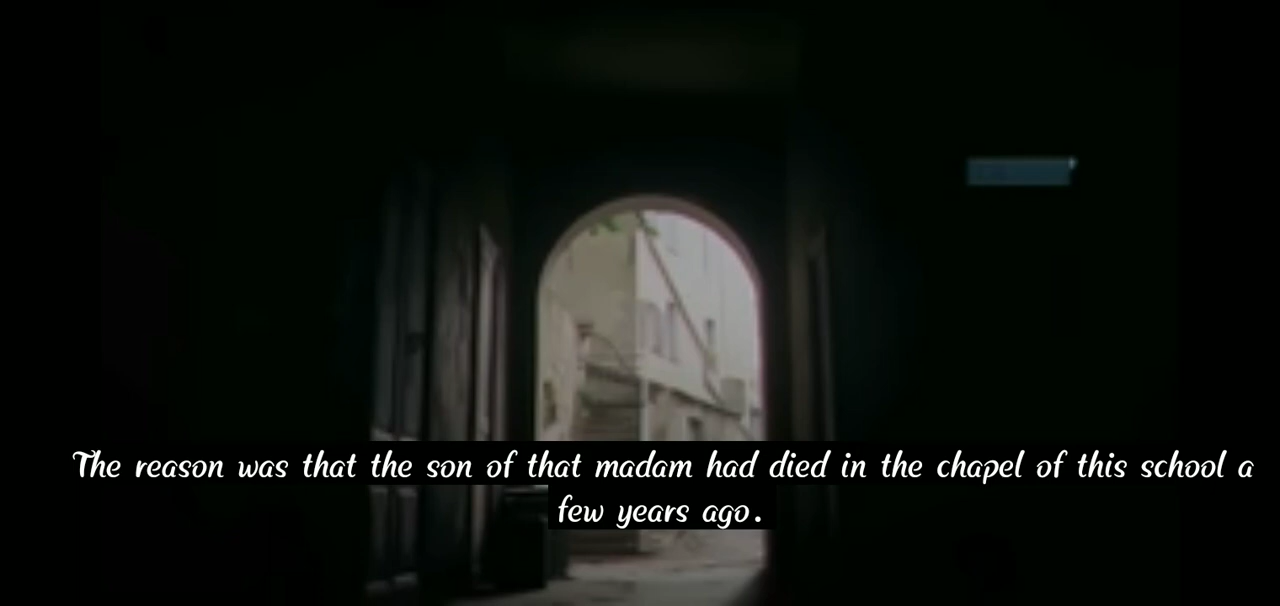 The reason was that the son of that madam had died in the chapel of this school a
few years ago.